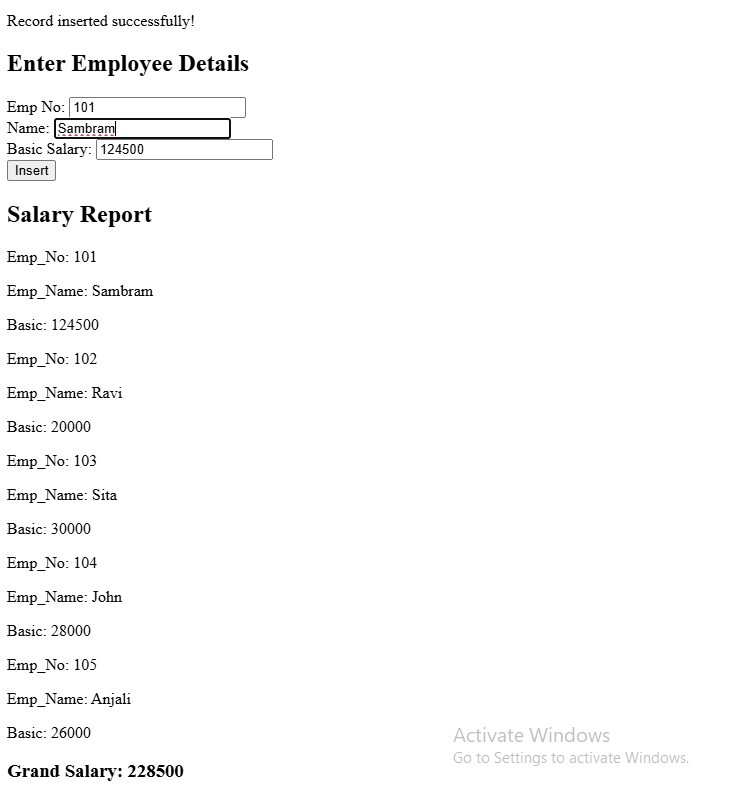 Record inserted successfully!
Enter Employee Details
Emp No: 101
Name: Sambram
Basic Salary: 124500
Insert
Salary Report
Emp_No: 101
Emp_Name: Sambram
Basic: 124500
Emp_No: 102
Emp_Name: Ravi
Basic: 20000
Emp_No: 103
Emp_Name: Sita
Basic: 30000
Emp_No: 104
Emp_Name: John
Basic: 28000
Emp_No: 105
Emp_Name: Anjali
Basic: 26000
Activate Windows
Go to Settings to activate Windows.
Grand Salary: 228500